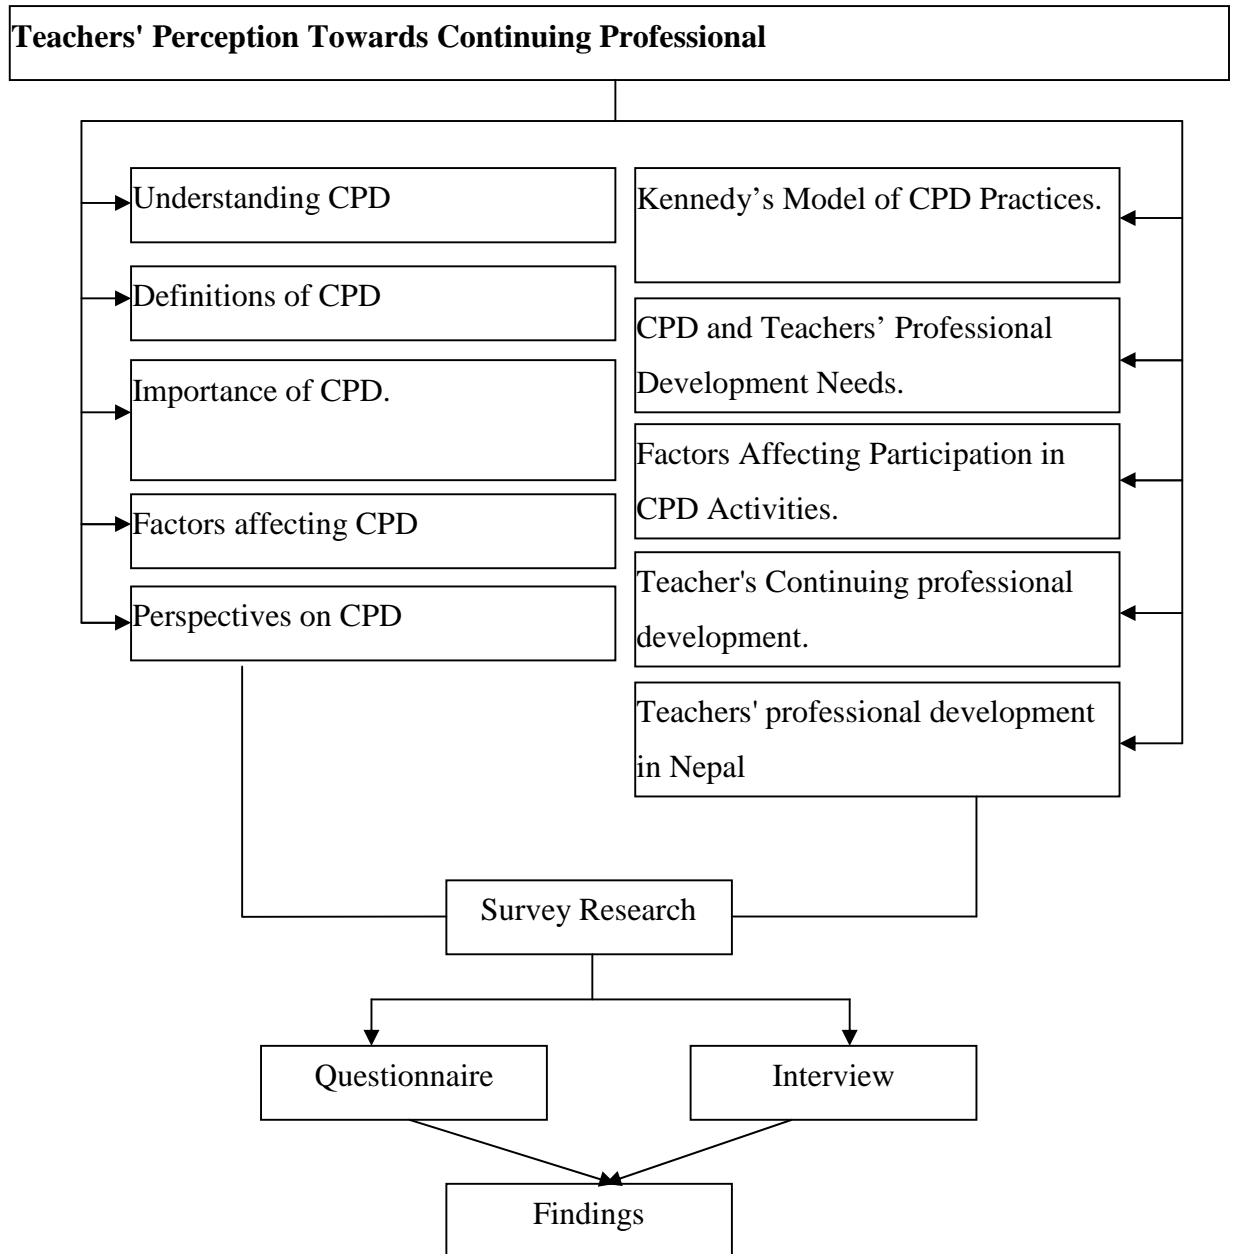 Teachers' Perception Towards Continuing Professional
Understanding CPD
Definitions of CPD
Importance of CPD.
Factors affecting CPD
Perspectives on CPD
Kennedy’s Model of CPD Practices.
CPD and Teachers’ Professional
Development Needs.
Factors Affecting Participation in
CPD Activities.
Teacher's Continuing professional
development.
Teachers' professional development
in Nepal
Survey Research
Questionnaire
Interview
Findings